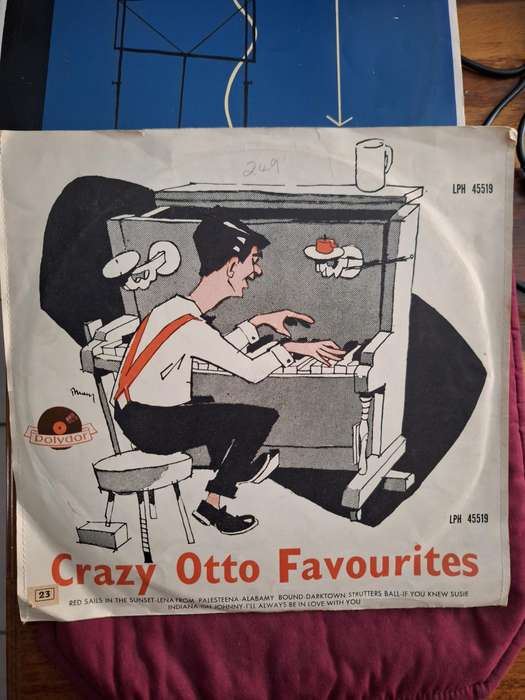 249
LPH 45519
Polydor
LPH 45519
Crazy Otto Favourites
23
RED SAILS IN THE SUNSET-LENA FROM PALESTEENA-ALABAMY BOUND-DARKTOWN STRUTTERS BALL-IF YOU KNEW SUSIE
INDIANA-OH JOHNNY-I'LL ALWAYS BE IN LOVE WITH YOU